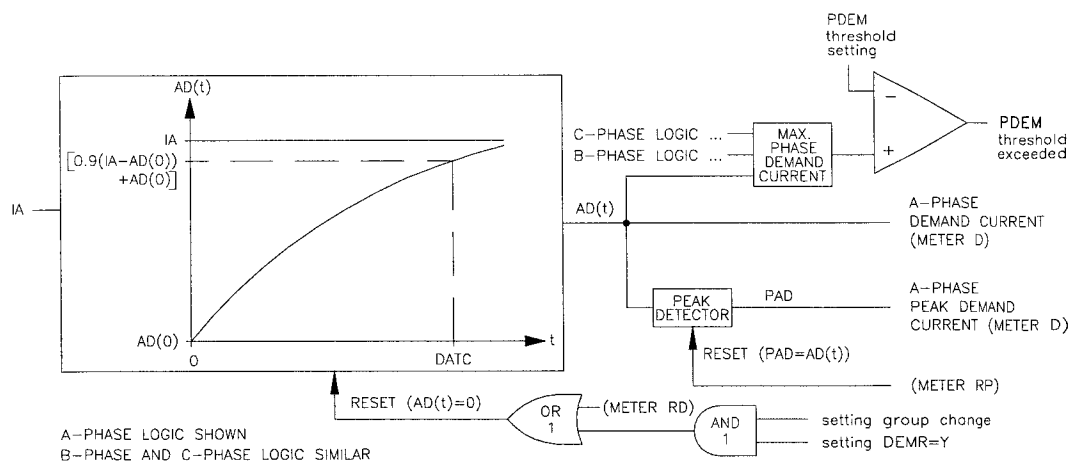 PDEM
threshold
setting
AD(t)
IA
[0.9(IA-AD(0))
+AD(0)]
AD(0)
0
DATC
t
IA
C-PHASE LOGIC ...
B-PHASE LOGIC ...
MAX.
PHASE
DEMAND
CURRENT
−
+
PDEM
threshold
exceeded
AD(t)
A-PHASE
DEMAND CURRENT
(METER D)
PEAK
DETECTOR
PAD
A-PHASE
PEAK DEMAND
CURRENT (METER D)
RESET (PAD=AD(t))
(METER RP)
RESET (AD(t)=0)
OR
1
(METER RD)
AND
1
setting group change
setting DEMR=Y
A-PHASE LOGIC SHOWN
B-PHASE AND C-PHASE LOGIC SIMILAR